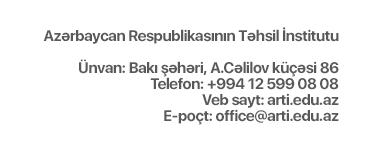 Azərbaycan Respublikasının Təhsil İnstitutu
Ünvan: Bakı şəhəri, A.Cəlilov küçəsi 86
Telefon: +994 12 599 08 08
Veb sayt: arti.edu.az
E-poçt: office@arti.edu.az